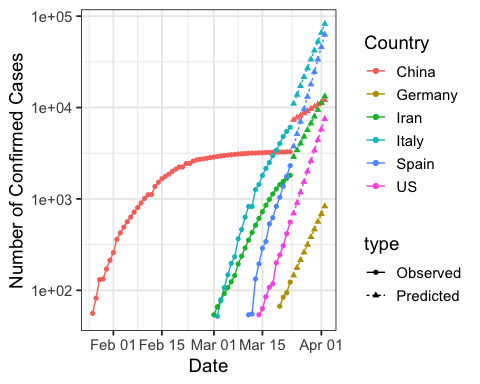 1e+05
1e+04
1e+03
1e+02
Number of Confirmed Cases
Feb 01 Feb 15 Mar 01 Mar 15 Apr 01
Date
Country
China
Germany
Iran
Italy
Spain
US
type
Observed
Predicted